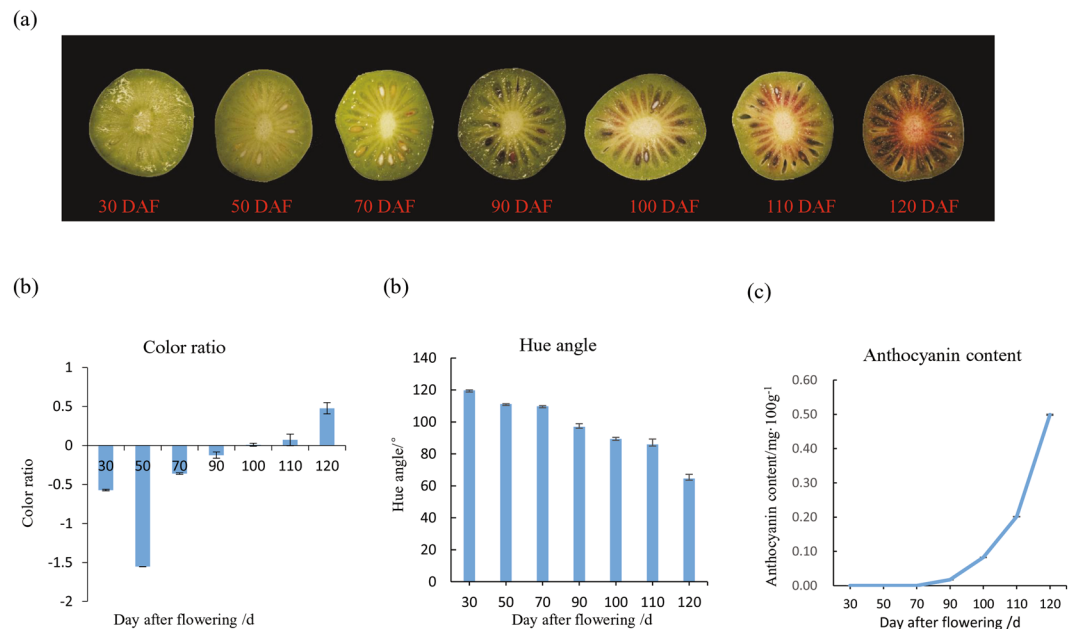 (a)
30 DAF 50 DAF 70 DAF 90 DAF 100 DAF 110 DAF 120 DAF
(b)
Color ratio
Color ratio
1
0.5
0
-0.5
-1
-1.5
-2
30 50 70 90 100 110 120
Day after flowering /d
(b)
Hue angle
Hue angle/°
140
120
100
80
60
40
20
0
30 50 70 90 100 110 120
Day after flowering /d
(c)
Anthocyanin content
Anthocyanin content/mg·100g⁻¹
0.60
0.50
0.40
0.30
0.20
0.10
0.00
30 50 70 90 100 110 120
Day after flowering /d